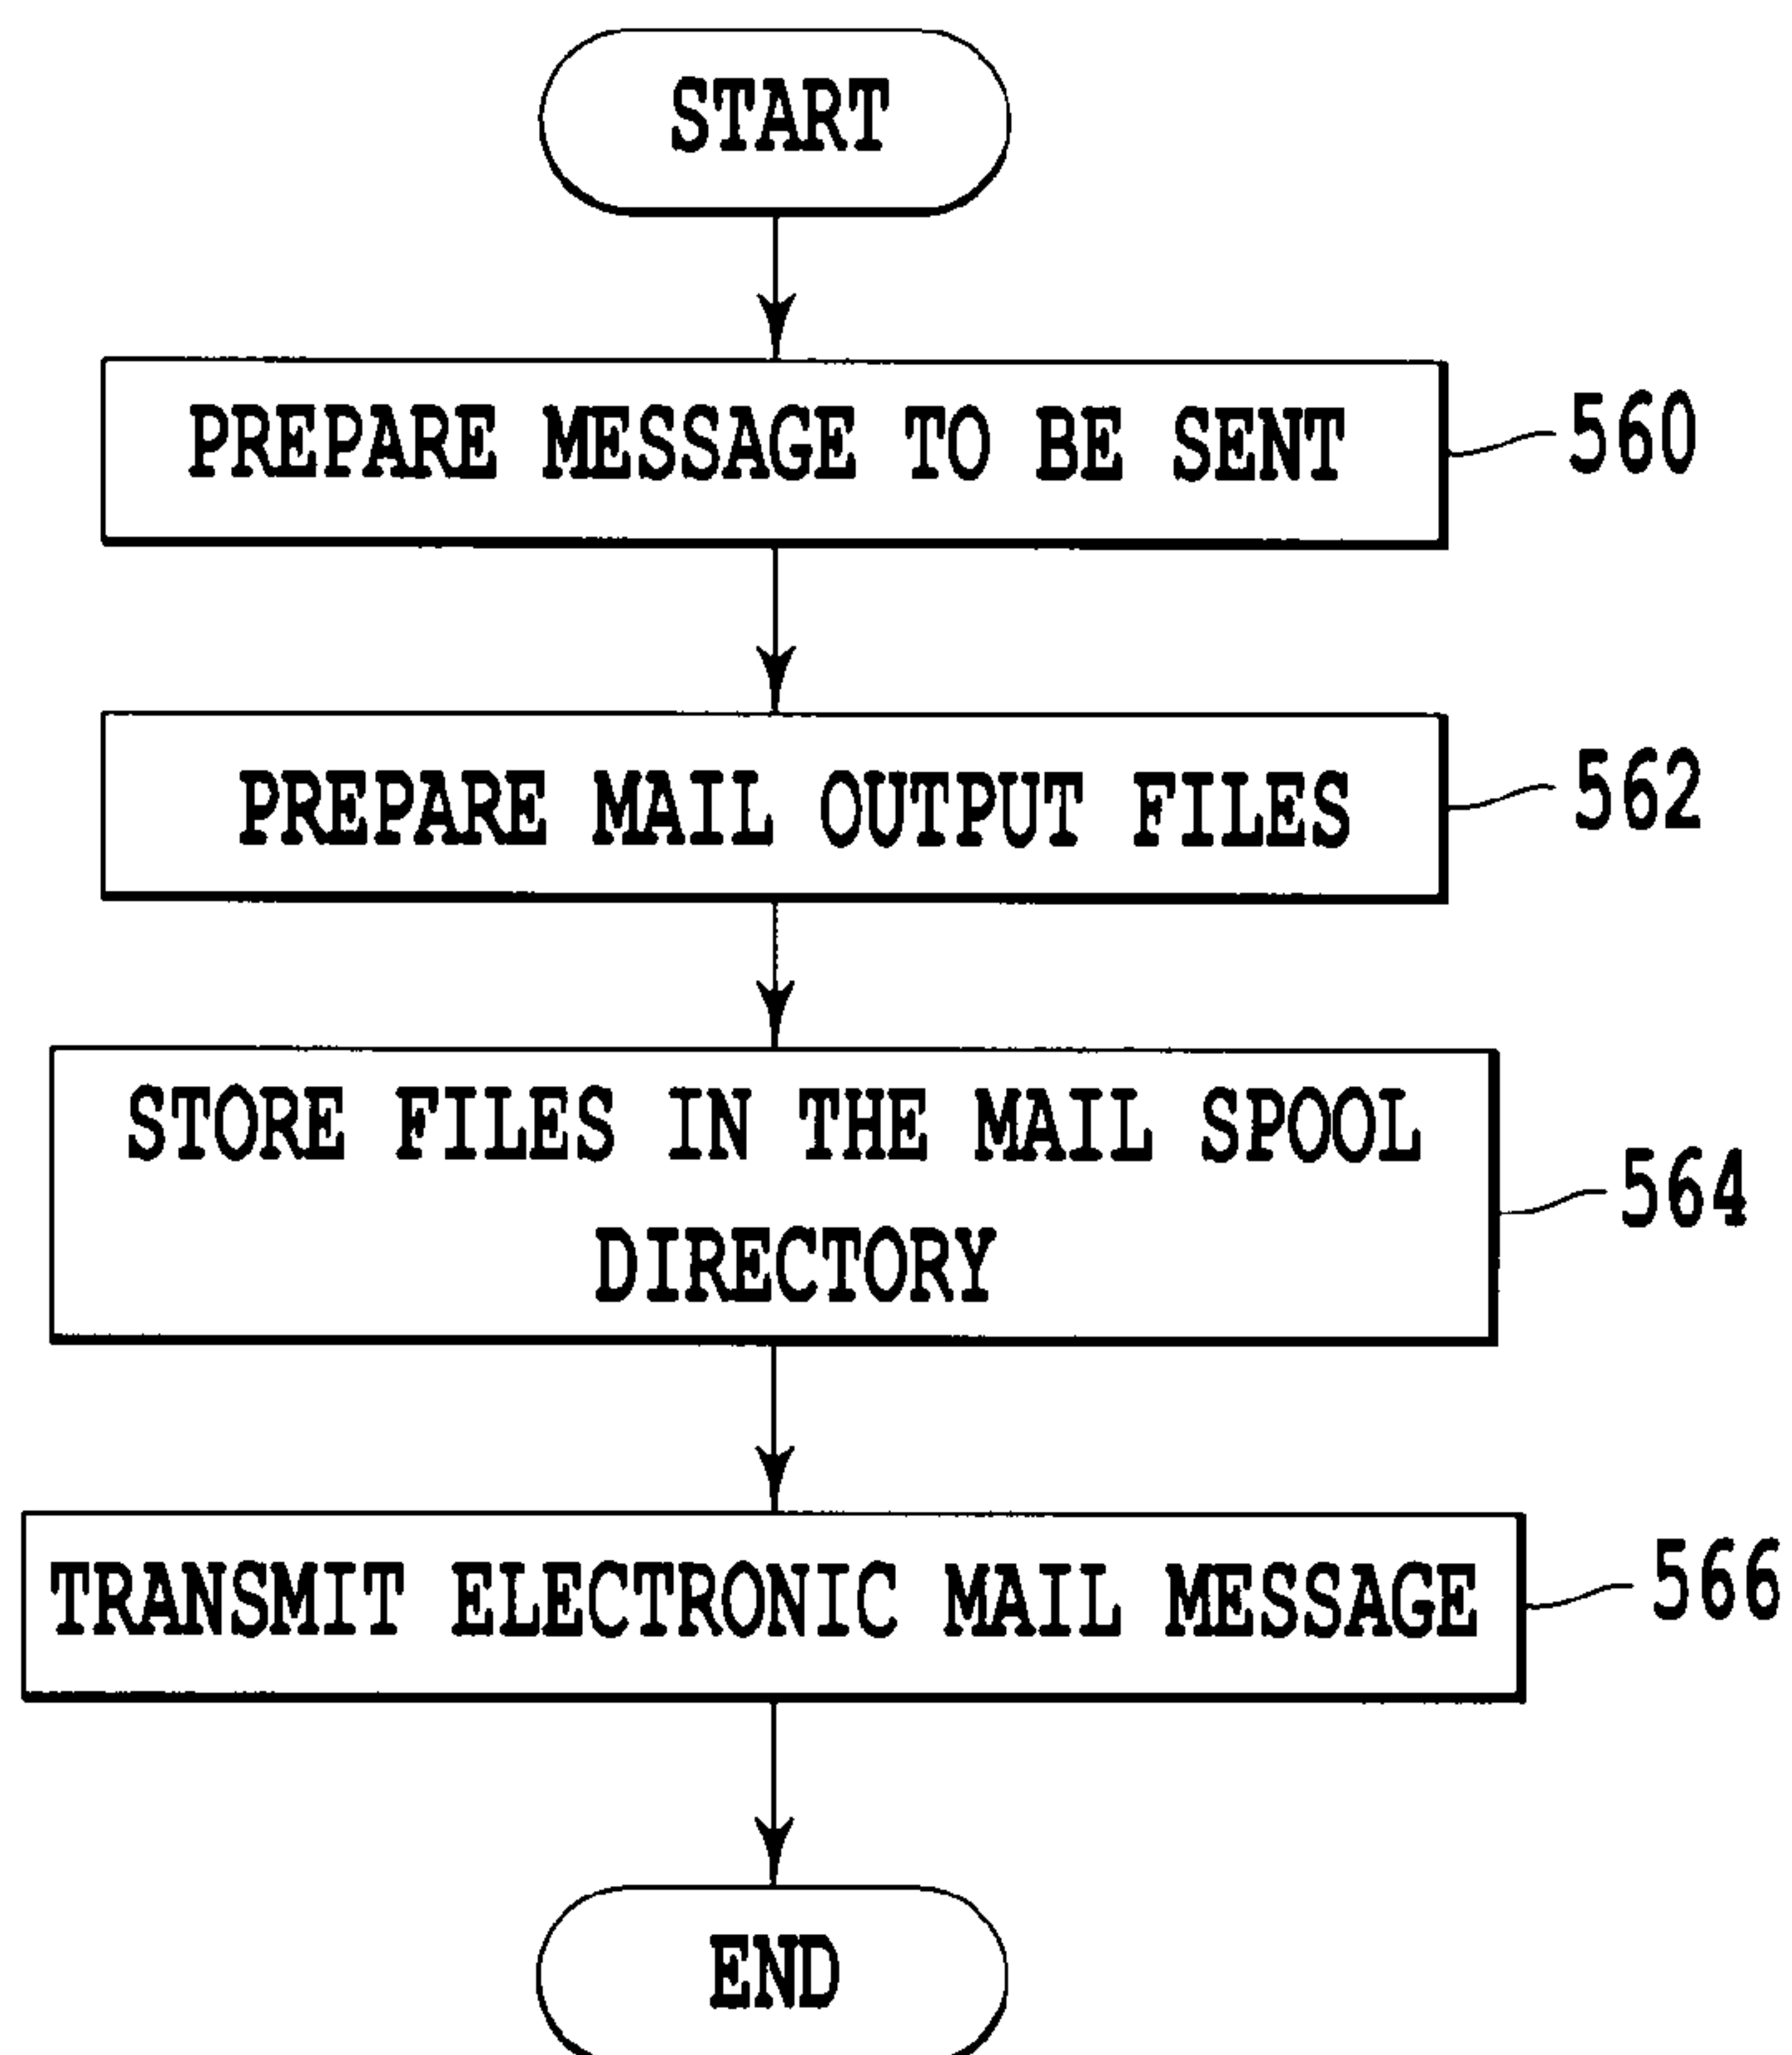 START
PREPARE MESSAGE TO BE SENT
560
PREPARE MAIL OUTPUT FILES
562
STORE FILES IN THE MAIL SPOOL
DIRECTORY
564
TRANSMIT ELECTRONIC MAIL MESSAGE
566
END